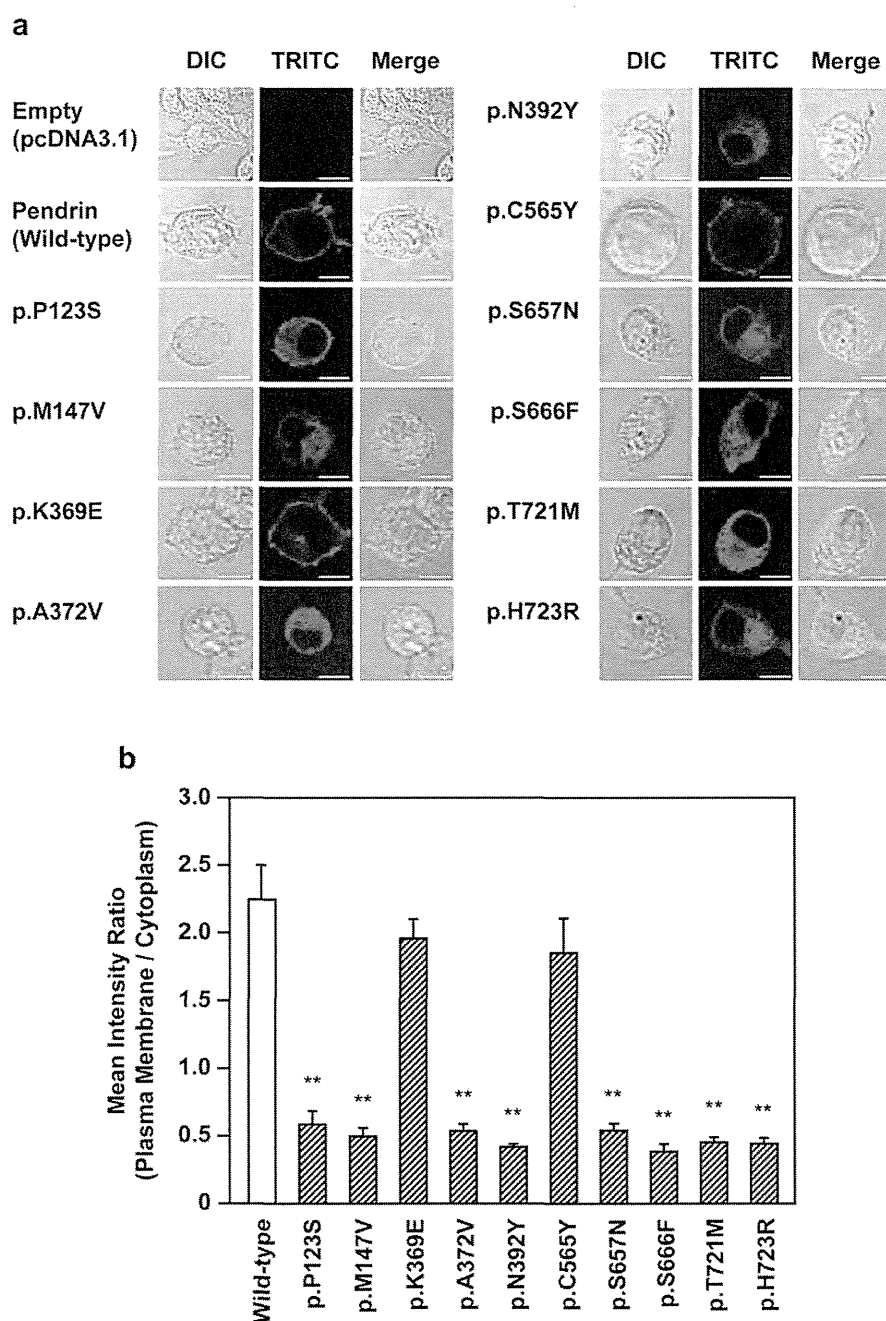 a
DIC TRITC Merge
DIC TRITC Merge
Empty
(pcDNA3.1)
Pendrin
(Wild-type)
p.P123S
p.M147V
p.K369E
p.A372V
p.N392Y
p.C565Y
p.S657N
p.S666F
p.T721M
p.H723R
b
Mean Intensity Ratio
(Plasma Membrane / Cytoplasm)
3.0
2.5
2.0
1.5
1.0
0.5
0
** ** ** ** ** ** ** **
Wild-type
p.P123S
p.M147V
p.K369E
p.A372V
p.N392Y
p.C565Y
p.S657N
p.S666F
p.T721M
p.H723R